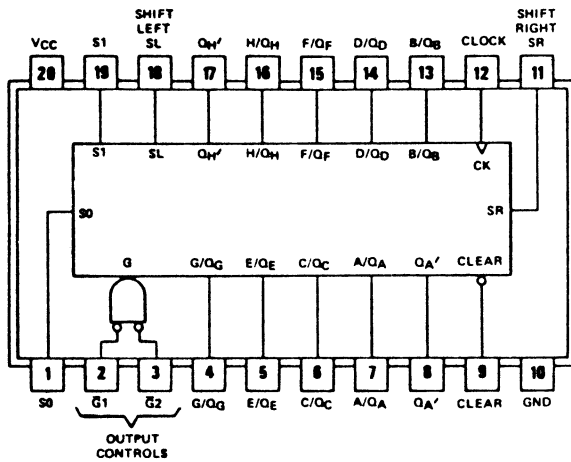 SHIFT SHIFT
LEFT RIGHT
VCC S1 SL QH' H/QH F/QF D/QD B/QB CLOCK SR
20 19 18 17 16 15 14 13 12 11
S1 SL QH' H/QH F/QF D/QD B/QB CK
S0 SR
G G/QG E/QE C/QC A/QA QA' CLEAR
1 2 3 4 5 6 7 8 9 10
S0 G̅1 G̅2 G/QG E/QE C/QC A/QA QA' CLEAR GND
OUTPUT
CONTROLS